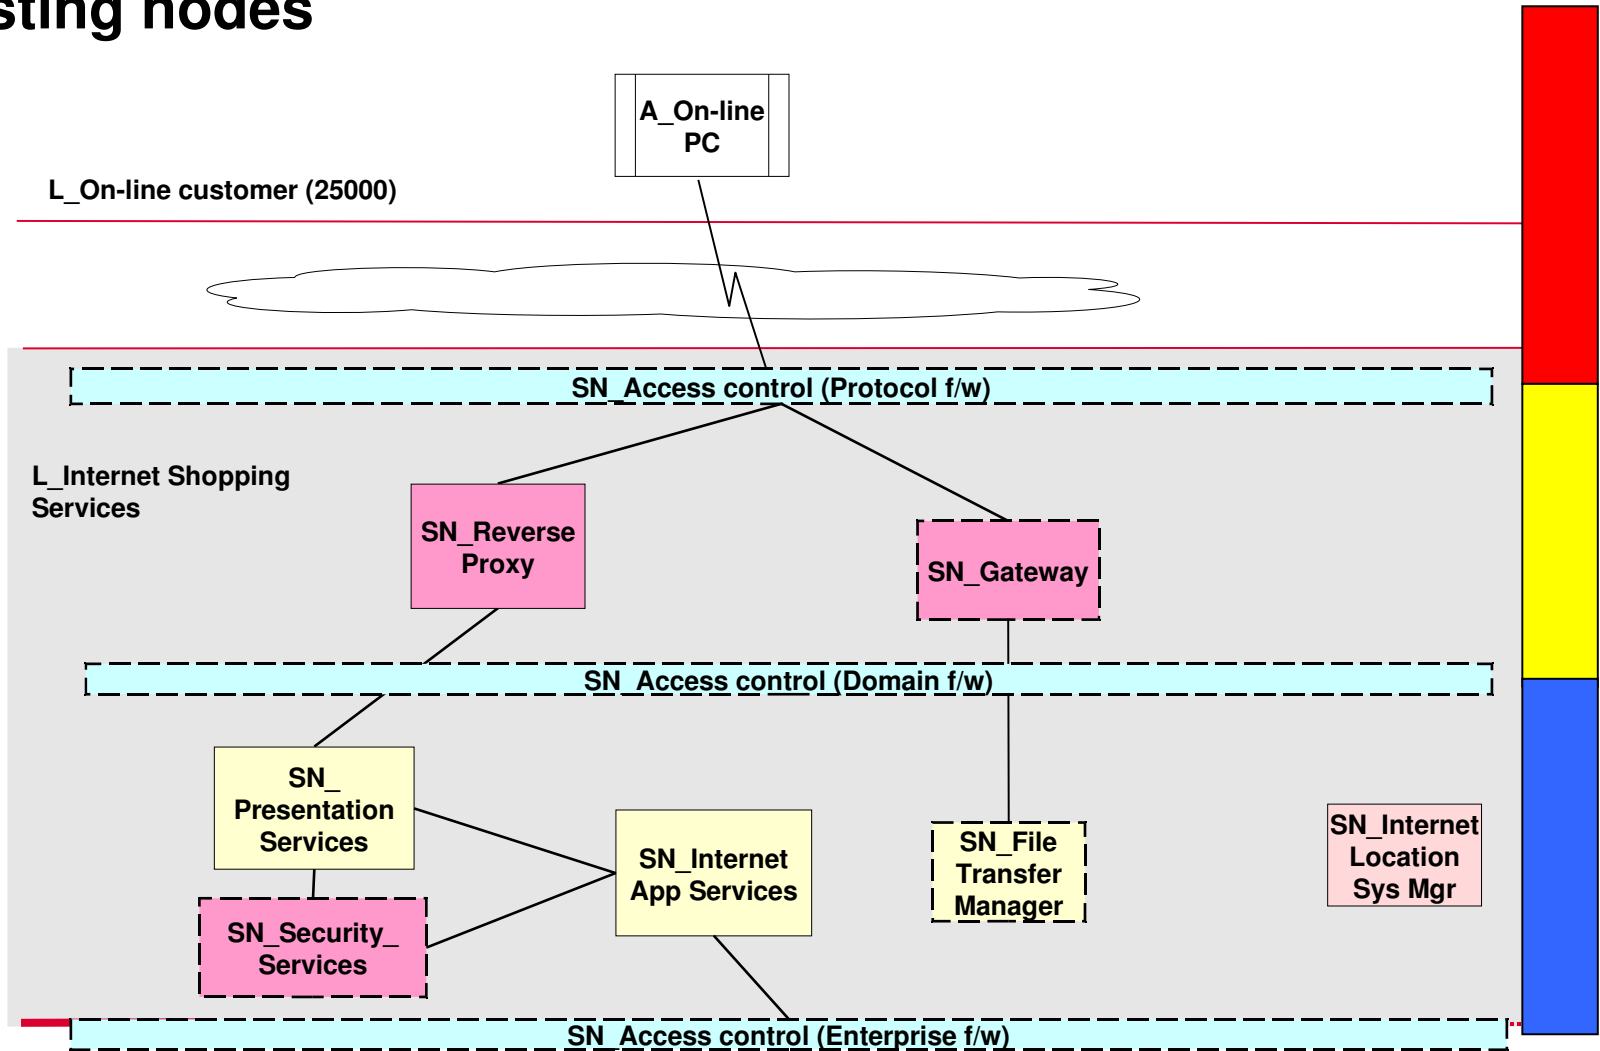 sting nodes
A_On-line
PC
L_On-line customer (25000)
SN_Access control (Protocol f/w)
L_Internet Shopping
Services
SN_Reverse
Proxy
SN_Gateway
SN_Access control (Domain f/w)
SN_
Presentation
Services
SN_Internet
App Services
SN_File
Transfer
Manager
SN_Internet
Location
Sys Mgr
SN_Security_
Services
SN_Access control (Enterprise f/w)